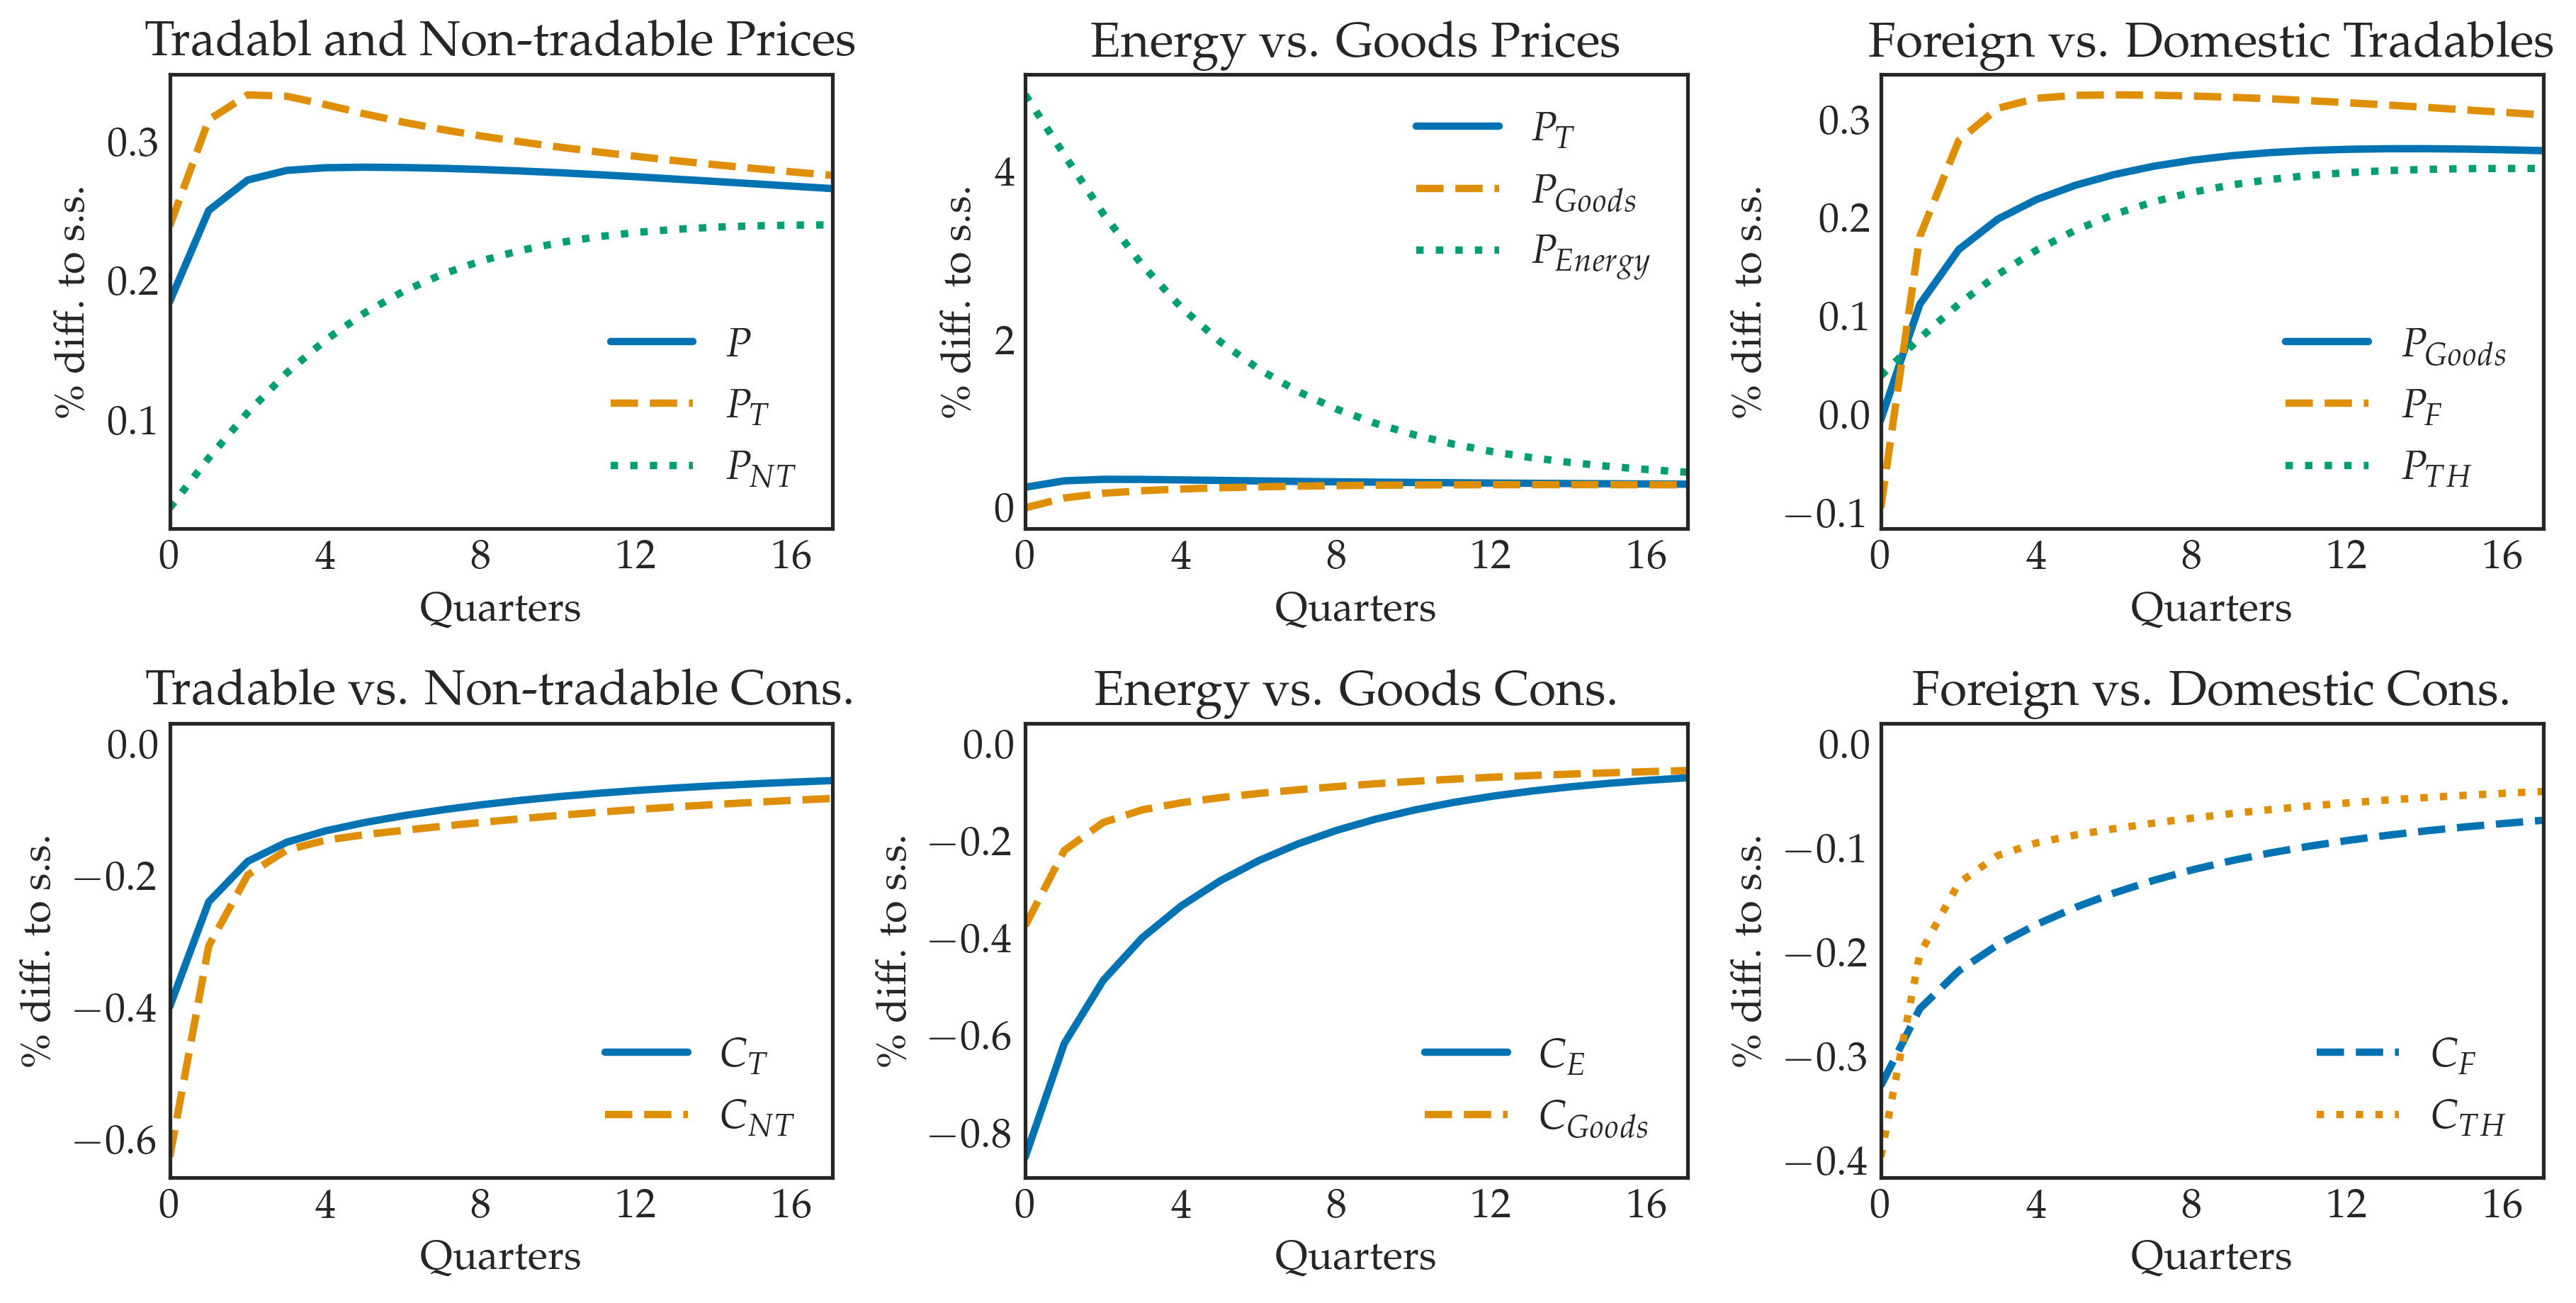 Tradabl and Non-tradable Prices
% diff. to s.s.
0.3
0.2
0.1
P
P_T
P_NT
0 4 8 12 16
Quarters
Energy vs. Goods Prices
% diff. to s.s.
4
2
0
P_T
P_Goods
P_Energy
0 4 8 12 16
Quarters
Foreign vs. Domestic Tradables
% diff. to s.s.
0.3
0.2
0.1
0.0
−0.1
P_Goods
P_F
P_TH
0 4 8 12 16
Quarters
Tradable vs. Non-tradable Cons.
% diff. to s.s.
0.0
−0.2
−0.4
−0.6
C_T
C_NT
0 4 8 12 16
Quarters
Energy vs. Goods Cons.
% diff. to s.s.
0.0
−0.2
−0.4
−0.6
−0.8
C_E
C_Goods
0 4 8 12 16
Quarters
Foreign vs. Domestic Cons.
% diff. to s.s.
0.0
−0.1
−0.2
−0.3
−0.4
C_F
C_TH
0 4 8 12 16
Quarters